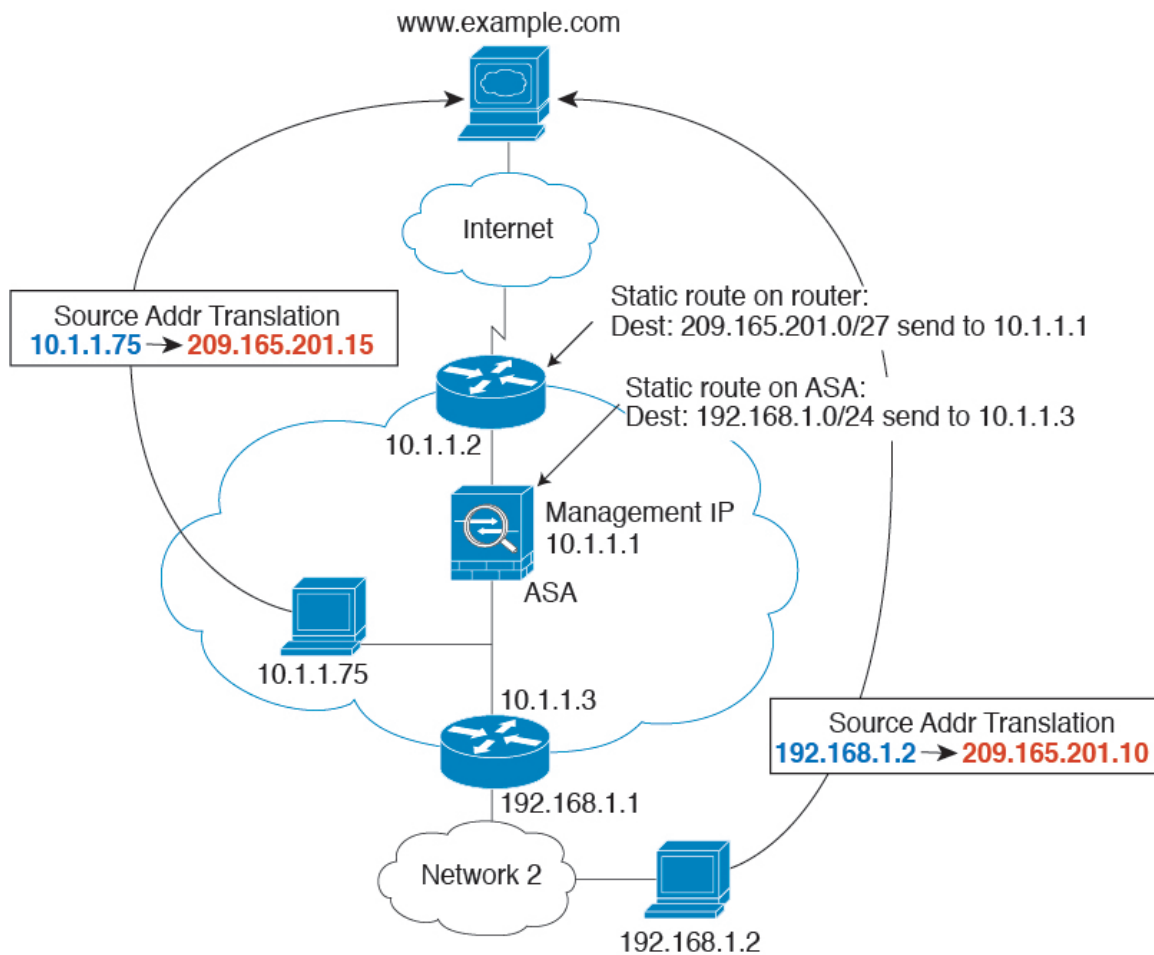 www.example.com
Internet
Source Addr Translation
10.1.1.75 209.165.201.15
Static route on router:
Dest: 209.165.201.0/27 send to 10.1.1.1
Static route on ASA:
Dest: 192.168.1.0/24 send to 10.1.1.3
10.1.1.2
Management IP
10.1.1.1
ASA
10.1.1.75
10.1.1.3
Source Addr Translation
192.168.1.2 209.165.201.10
192.168.1.1
Network 2
192.168.1.2